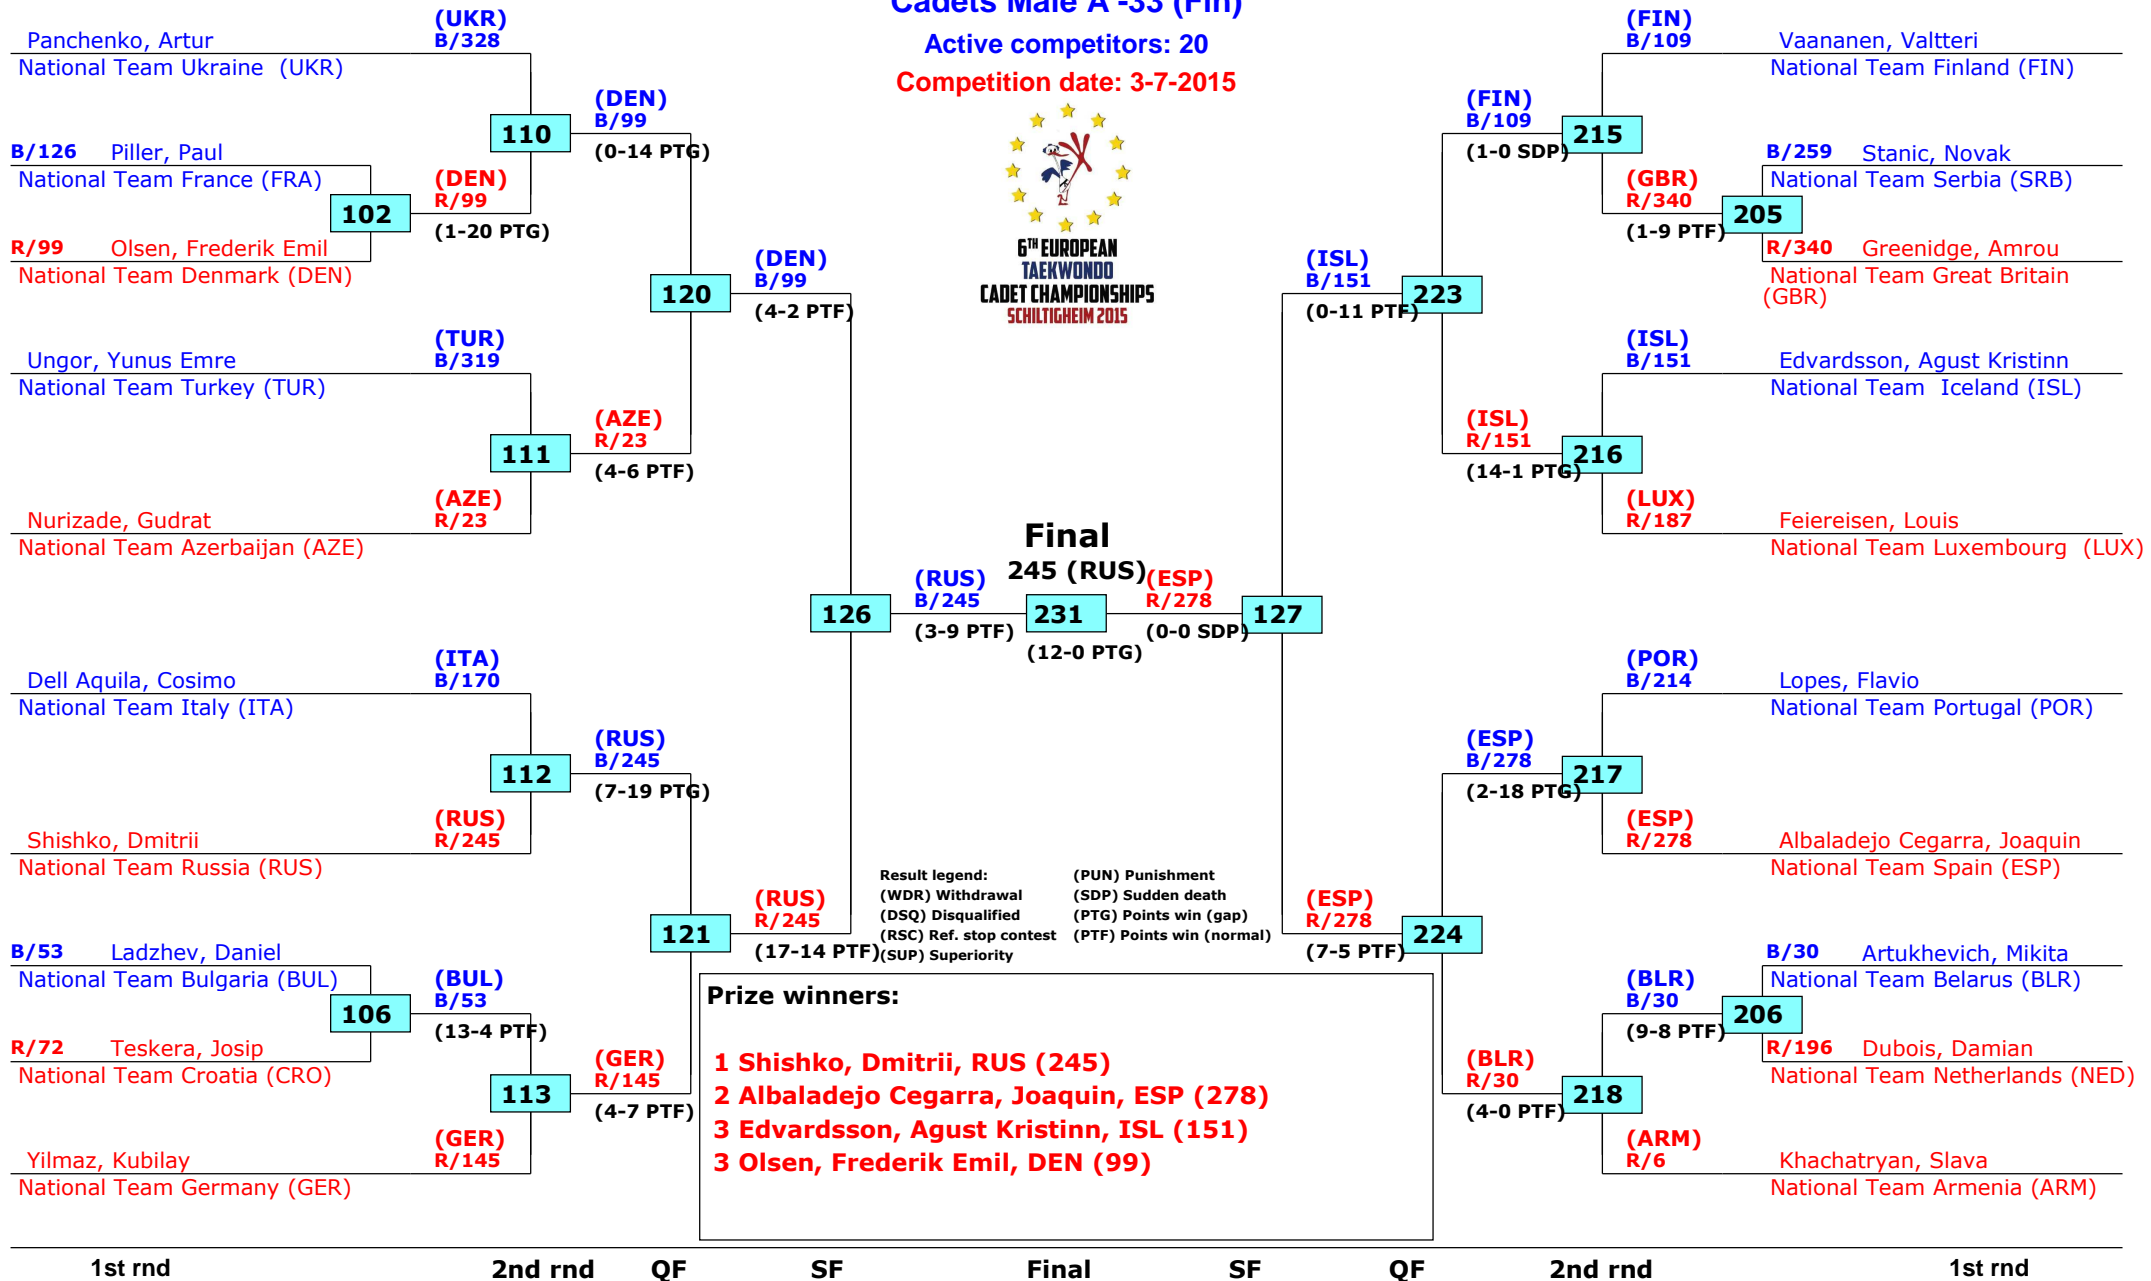 Cadets Male A -33 (Fin)
Active competitors: 20
Competition date: 3-7-2015
6TH EUROPEAN
TAEKWONDO
CADET CHAMPIONSHIPS
SCHILTIGHEIM 2015
Panchenko, Artur
National Team Ukraine (UKR)
(UKR)
B/328
B/126 Piller, Paul
National Team France (FRA)
102
R/99 Olsen, Frederik Emil
National Team Denmark (DEN)
(DEN)
R/99
(1-20 PTG)
110
(DEN)
B/99
(0-14 PTG)
Ungor, Yunus Emre
National Team Turkey (TUR)
(TUR)
B/319
111
Nurizade, Gudrat
National Team Azerbaijan (AZE)
(AZE)
R/23
(AZE)
R/23
(4-6 PTF)
120
(DEN)
B/99
(4-2 PTF)
Dell Aquila, Cosimo
National Team Italy (ITA)
(ITA)
B/170
112
Shishko, Dmitrii
National Team Russia (RUS)
(RUS)
R/245
(RUS)
B/245
(7-19 PTG)
B/53 Ladzhev, Daniel
National Team Bulgaria (BUL)
106
R/72 Teskera, Josip
National Team Croatia (CRO)
(BUL)
B/53
(13-4 PTF)
113
Yilmaz, Kubilay
National Team Germany (GER)
(GER)
R/145
(GER)
R/145
(4-7 PTF)
121
(RUS)
R/245
(17-14 PTF)
126
(RUS)
B/245
(3-9 PTF)
Final
245 (RUS)
231
(12-0 PTG)
(ESP)
R/278
(0-0 SDP)
127
(ISL)
B/151
(0-11 PTF)
223
(FIN)
B/109
(1-0 SDP)
215
(FIN)
B/109
Vaananen, Valtteri
National Team Finland (FIN)
(GBR)
R/340
(1-9 PTF)
205
B/259 Stanic, Novak
National Team Serbia (SRB)
R/340 Greenidge, Amrou
National Team Great Britain
(GBR)
(ISL)
R/151
(14-1 PTG)
216
(ISL)
B/151
Edvardsson, Agust Kristinn
National Team Iceland (ISL)
(LUX)
R/187
Feiereisen, Louis
National Team Luxembourg (LUX)
(ESP)
R/278
(7-5 PTF)
224
(ESP)
B/278
(2-18 PTG)
217
(POR)
B/214
Lopes, Flavio
National Team Portugal (POR)
(ESP)
R/278
Albaladejo Cegarra, Joaquin
National Team Spain (ESP)
(BLR)
R/30
(4-0 PTF)
218
(BLR)
B/30
(9-8 PTF)
206
B/30 Artukhevich, Mikita
National Team Belarus (BLR)
R/196 Dubois, Damian
National Team Netherlands (NED)
(ARM)
R/6
Khachatryan, Slava
National Team Armenia (ARM)
Result legend: (PUN) Punishment
(WDR) Withdrawal (SDP) Sudden death
(DSQ) Disqualified (PTG) Points win (gap)
(RSC) Ref. stop contest (PTF) Points win (normal)
(SUP) Superiority
Prize winners:
1 Shishko, Dmitrii, RUS (245)
2 Albaladejo Cegarra, Joaquin, ESP (278)
3 Edvardsson, Agust Kristinn, ISL (151)
3 Olsen, Frederik Emil, DEN (99)
1st rnd 2nd rnd QF SF Final SF QF 2nd rnd 1st rnd